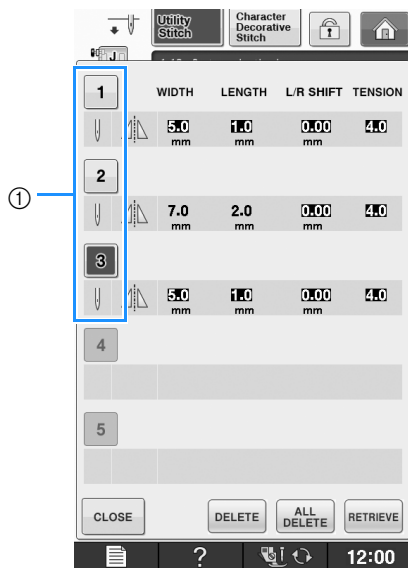 Utility
Stitch
Character
Decorative
Stitch
J
1
WIDTH LENGTH L/R SHIFT TENSION
5.0 mm 1.0 mm 0.00 mm 4.0
①
2
7.0 mm 2.0 mm 0.00 mm 4.0
3
5.0 mm 1.0 mm 0.00 mm 4.0
4
5
CLOSE
DELETE
ALL
DELETE
RETRIEVE
? 12:00